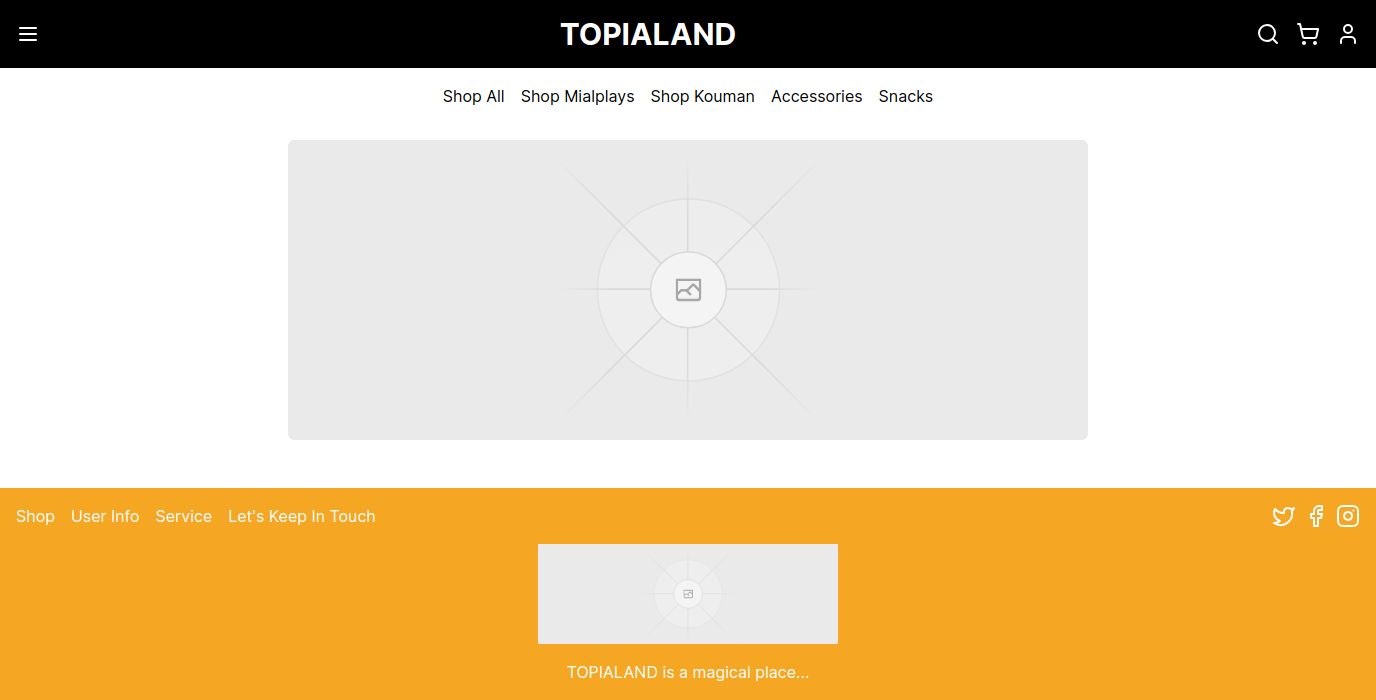 TOPIALAND
Shop All Shop Mialplays Shop Kouman Accessories Snacks
Shop User Info Service Let's Keep In Touch
TOPIALAND is a magical place...